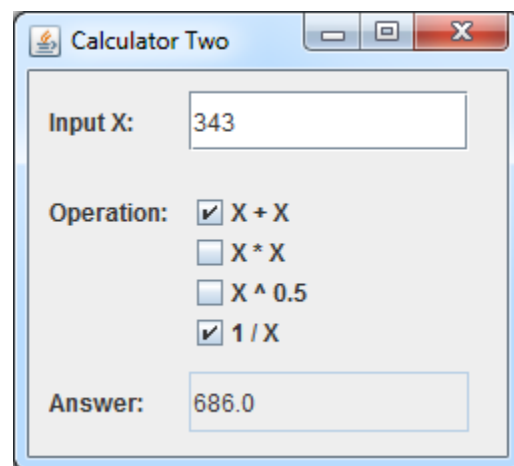 Calculator Two
Input X: 343
Operation: X + X
X * X
X ^ 0.5
1 / X
Answer: 686.0